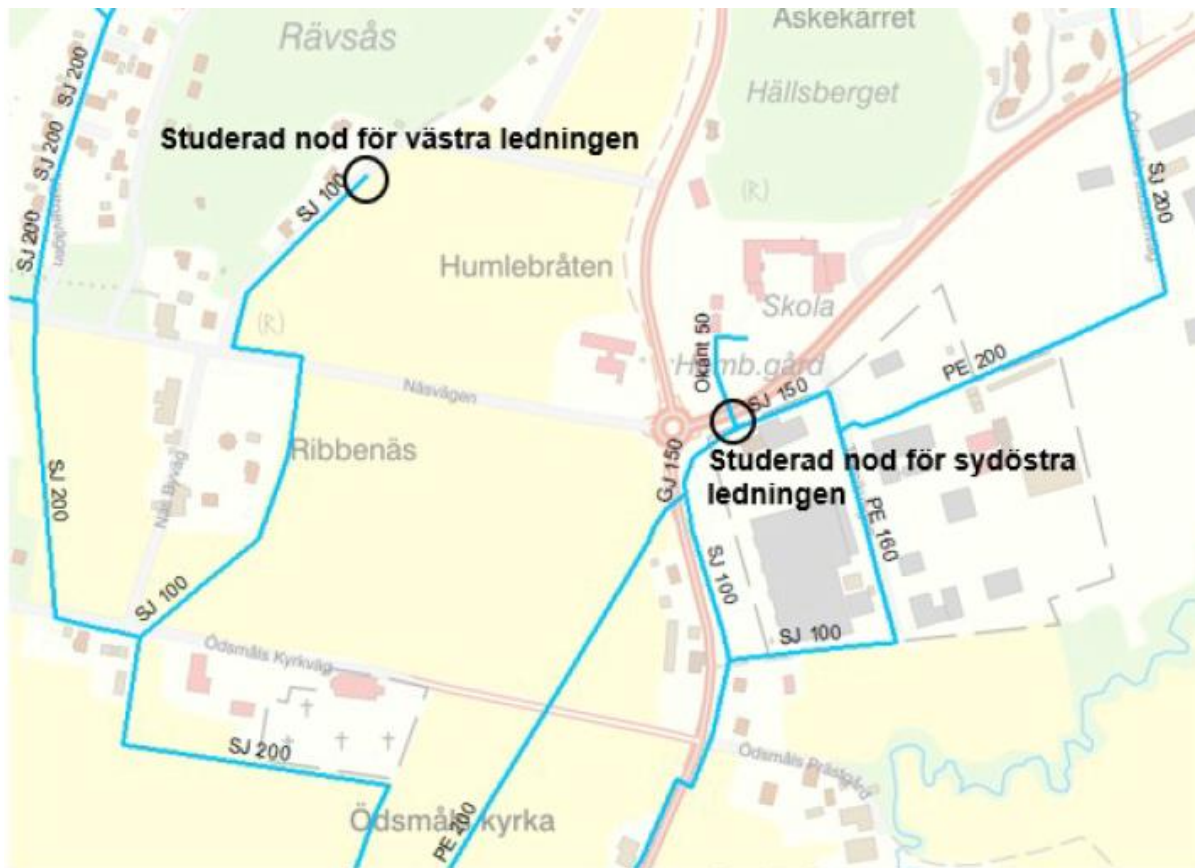 Rävsås
Askekärret
Hällsberget
Studerad nod för västra ledningen
SJ 200
SJ 200
SJ 200
SJ 200
SJ 100
(R)
(R)
Humlebråten
Skola
Okänt 50
SJ 150
PE 200
SJ 200
Näsvägen
GJ 150
Studerad nod för sydöstra
ledningen
Ribbenäs
Näs Byväg
SJ 200
SJ 100
PE 160
SJ 100
SJ 100
Ödsmåls Kyrkväg
SJ 200
Ödsmåls Prästgård
Ödsmåls kyrka
PE 200